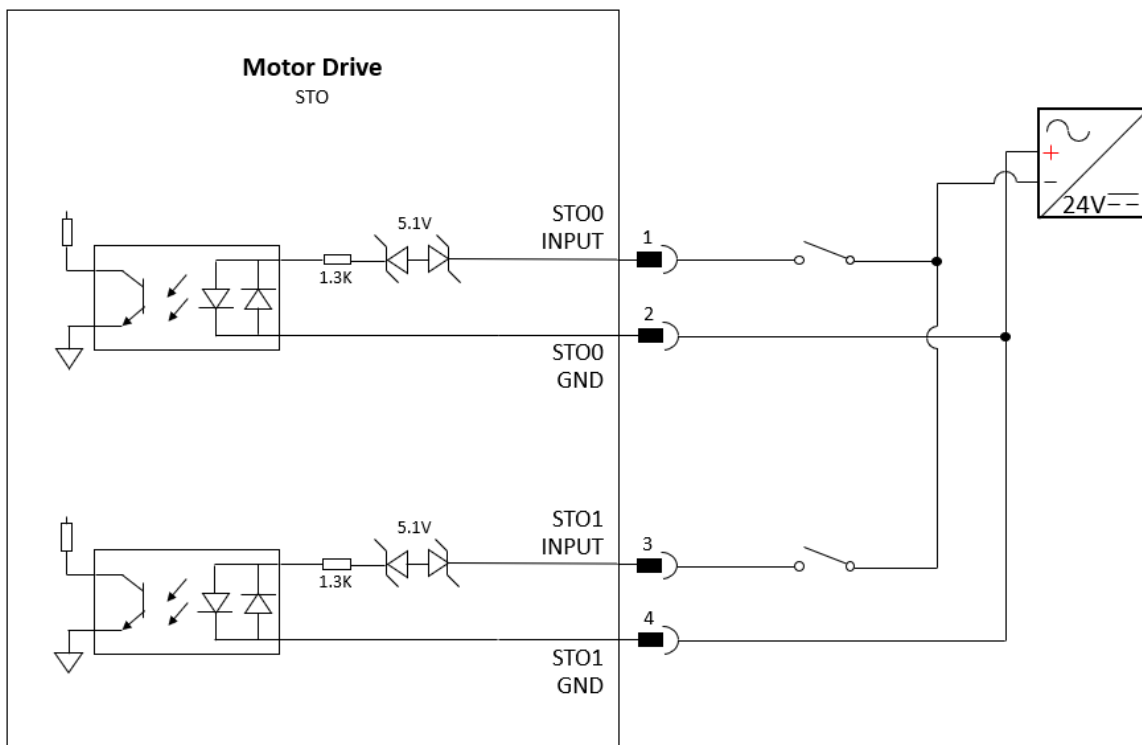 Motor Drive
STO
+
−
24V
STO0
INPUT
5.1V
1
1.3K
2
STO0
GND
STO1
INPUT
5.1V
3
1.3K
4
STO1
GND